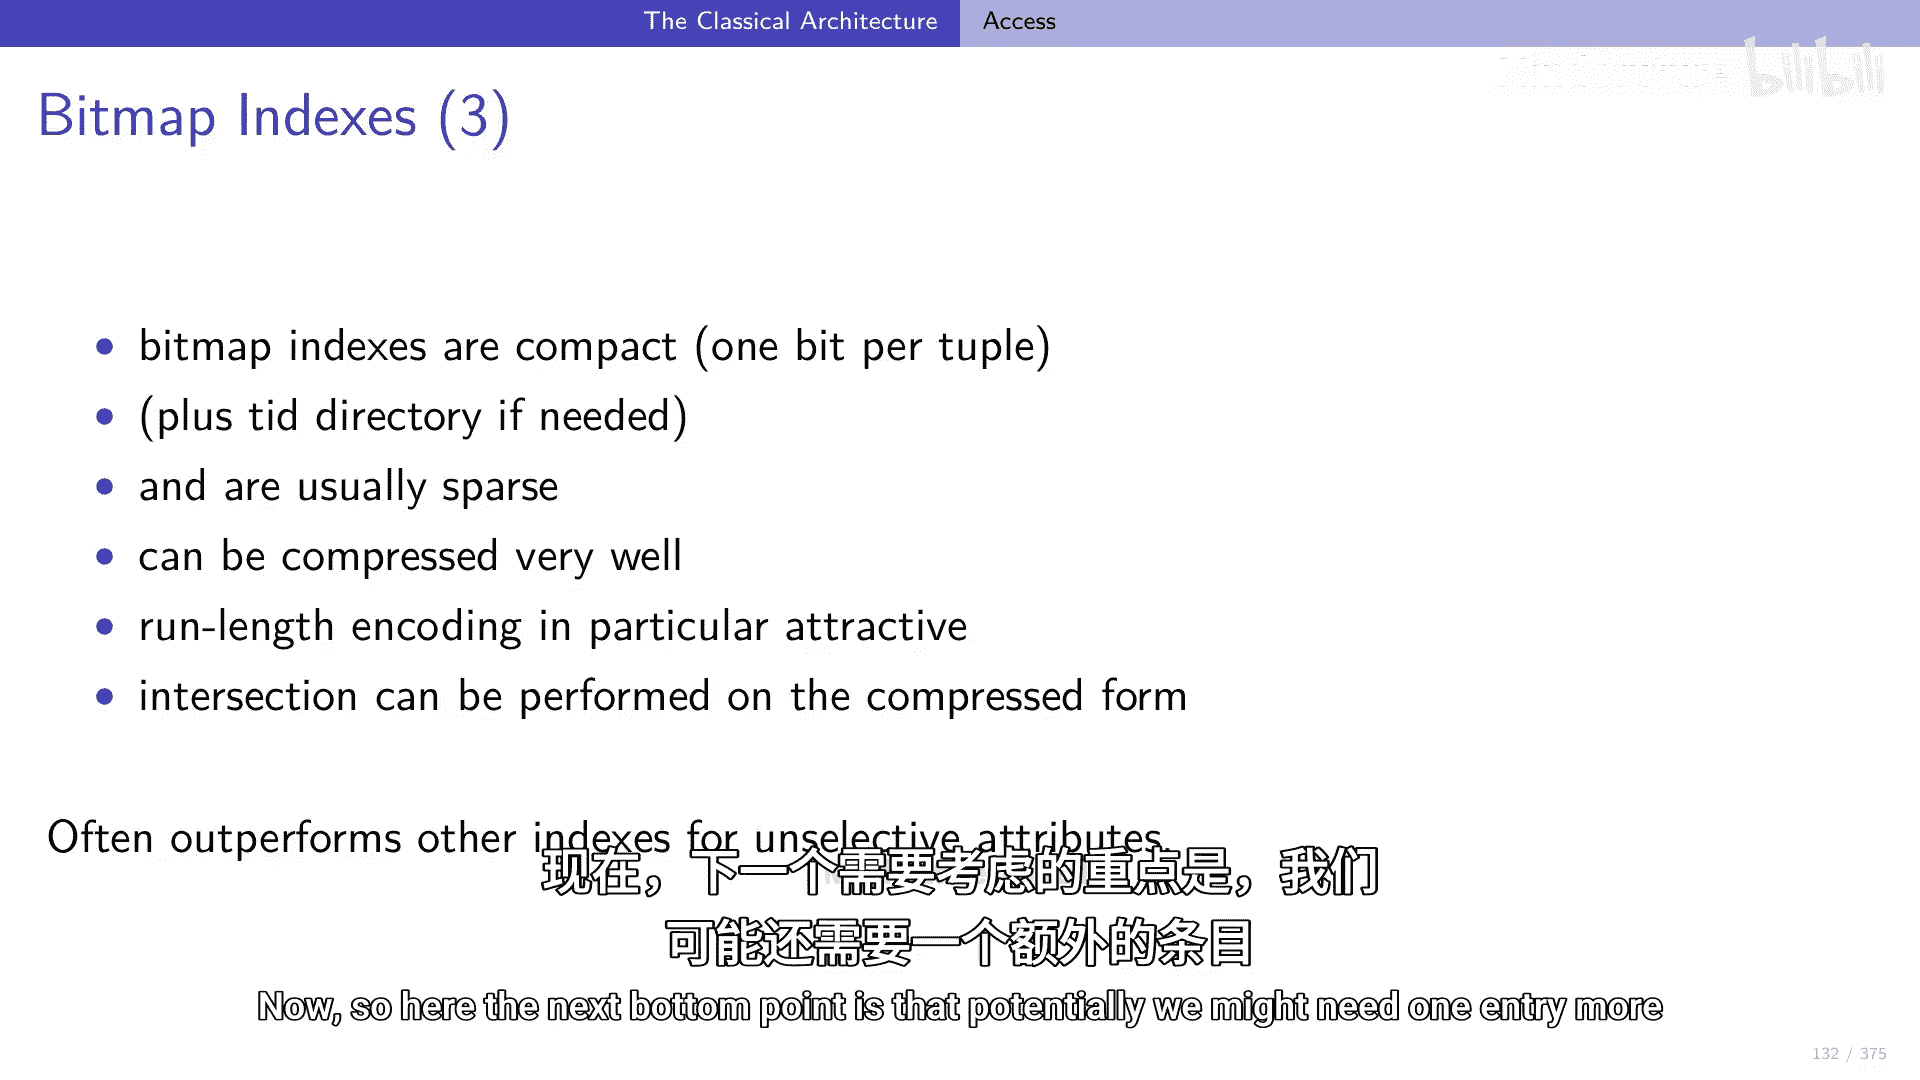 The Classical Architecture Access
bilibili
Bitmap Indexes (3)
• bitmap indexes are compact (one bit per tuple)
• (plus tid directory if needed)
• and are usually sparse
• can be compressed very well
• run-length encoding in particular attractive
• intersection can be performed on the compressed form
Often outperforms other indexes for unselective attributes.
现在，下一个需要考虑的重点是，我们
可能还需要一个额外的条目
Now, so here the next bottom point is that potentially we might need one entry more
132 / 375